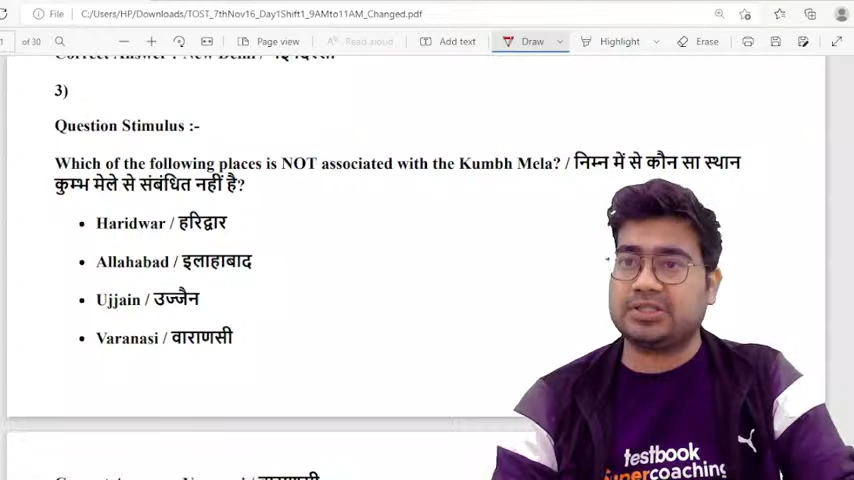 File C:/Users/HP/Downloads/TOST_7thNov16_Day1Shift1_9AMto11AM_Changed.pdf
of 30 Read aloud Add text Draw Highlight Erase
3)
Question Stimulus :-
Which of the following places is NOT associated with the Kumbh Mela? / निम्न में से कौन सा स्थान
कुम्भ मेले से संबंधित नहीं है?
Haridwar / हरिद्वार
Allahabad / इलाहाबाद
Ujjain / उज्जैन
Varanasi / वाराणसी
testbook
supercoaching